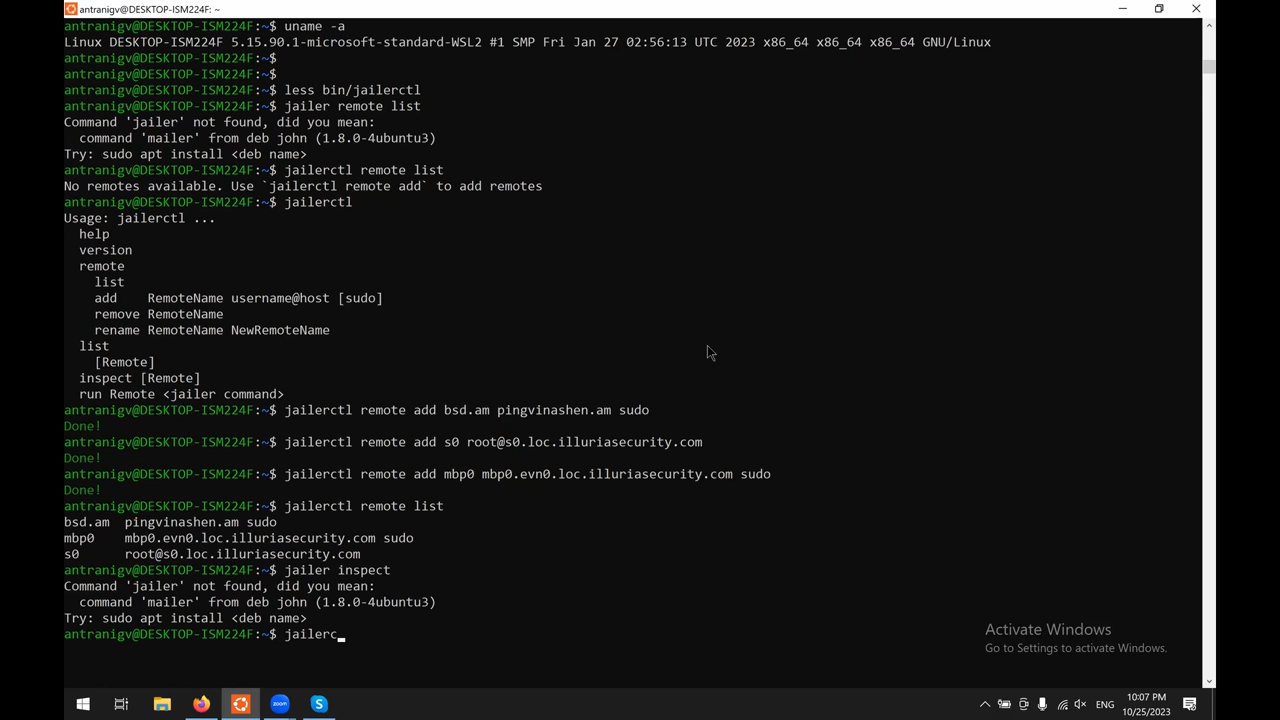 antranigv@DESKTOP-ISM224F: ~
antranigv@DESKTOP-ISM224F:~$ uname -a
Linux DESKTOP-ISM224F 5.15.90.1-microsoft-standard-WSL2 #1 SMP Fri Jan 27 02:56:13 UTC 2023 x86_64 x86_64 x86_64 GNU/Linux
antranigv@DESKTOP-ISM224F:~$
antranigv@DESKTOP-ISM224F:~$
antranigv@DESKTOP-ISM224F:~$ less bin/jailerctl
antranigv@DESKTOP-ISM224F:~$ jailer remote list
Command 'jailer' not found, did you mean:
  command 'mailer' from deb john (1.8.0-4ubuntu3)
Try: sudo apt install <deb name>
antranigv@DESKTOP-ISM224F:~$ jailerctl remote list
No remotes available. Use `jailerctl remote add` to add remotes
antranigv@DESKTOP-ISM224F:~$ jailerctl
Usage: jailerctl ...
  help
  version
  remote
    list
    add    RemoteName username@host [sudo]
    remove RemoteName
    rename RemoteName NewRemoteName
  list
    [Remote]
  inspect [Remote]
  run Remote <jailer command>
antranigv@DESKTOP-ISM224F:~$ jailerctl remote add bsd.am pingvinashen.am sudo
Done!
antranigv@DESKTOP-ISM224F:~$ jailerctl remote add s0 root@s0.loc.illuriasecurity.com
Done!
antranigv@DESKTOP-ISM224F:~$ jailerctl remote add mbp0 mbp0.evn0.loc.illuriasecurity.com sudo
Done!
antranigv@DESKTOP-ISM224F:~$ jailerctl remote list
bsd.am  pingvinashen.am sudo
mbp0    mbp0.evn0.loc.illuriasecurity.com sudo
s0      root@s0.loc.illuriasecurity.com
antranigv@DESKTOP-ISM224F:~$ jailer inspect
Command 'jailer' not found, did you mean:
  command 'mailer' from deb john (1.8.0-4ubuntu3)
Try: sudo apt install <deb name>
antranigv@DESKTOP-ISM224F:~$ jailerc_
Activate Windows
Go to Settings to activate Windows.
zoom
ENG
10:07 PM
10/25/2023